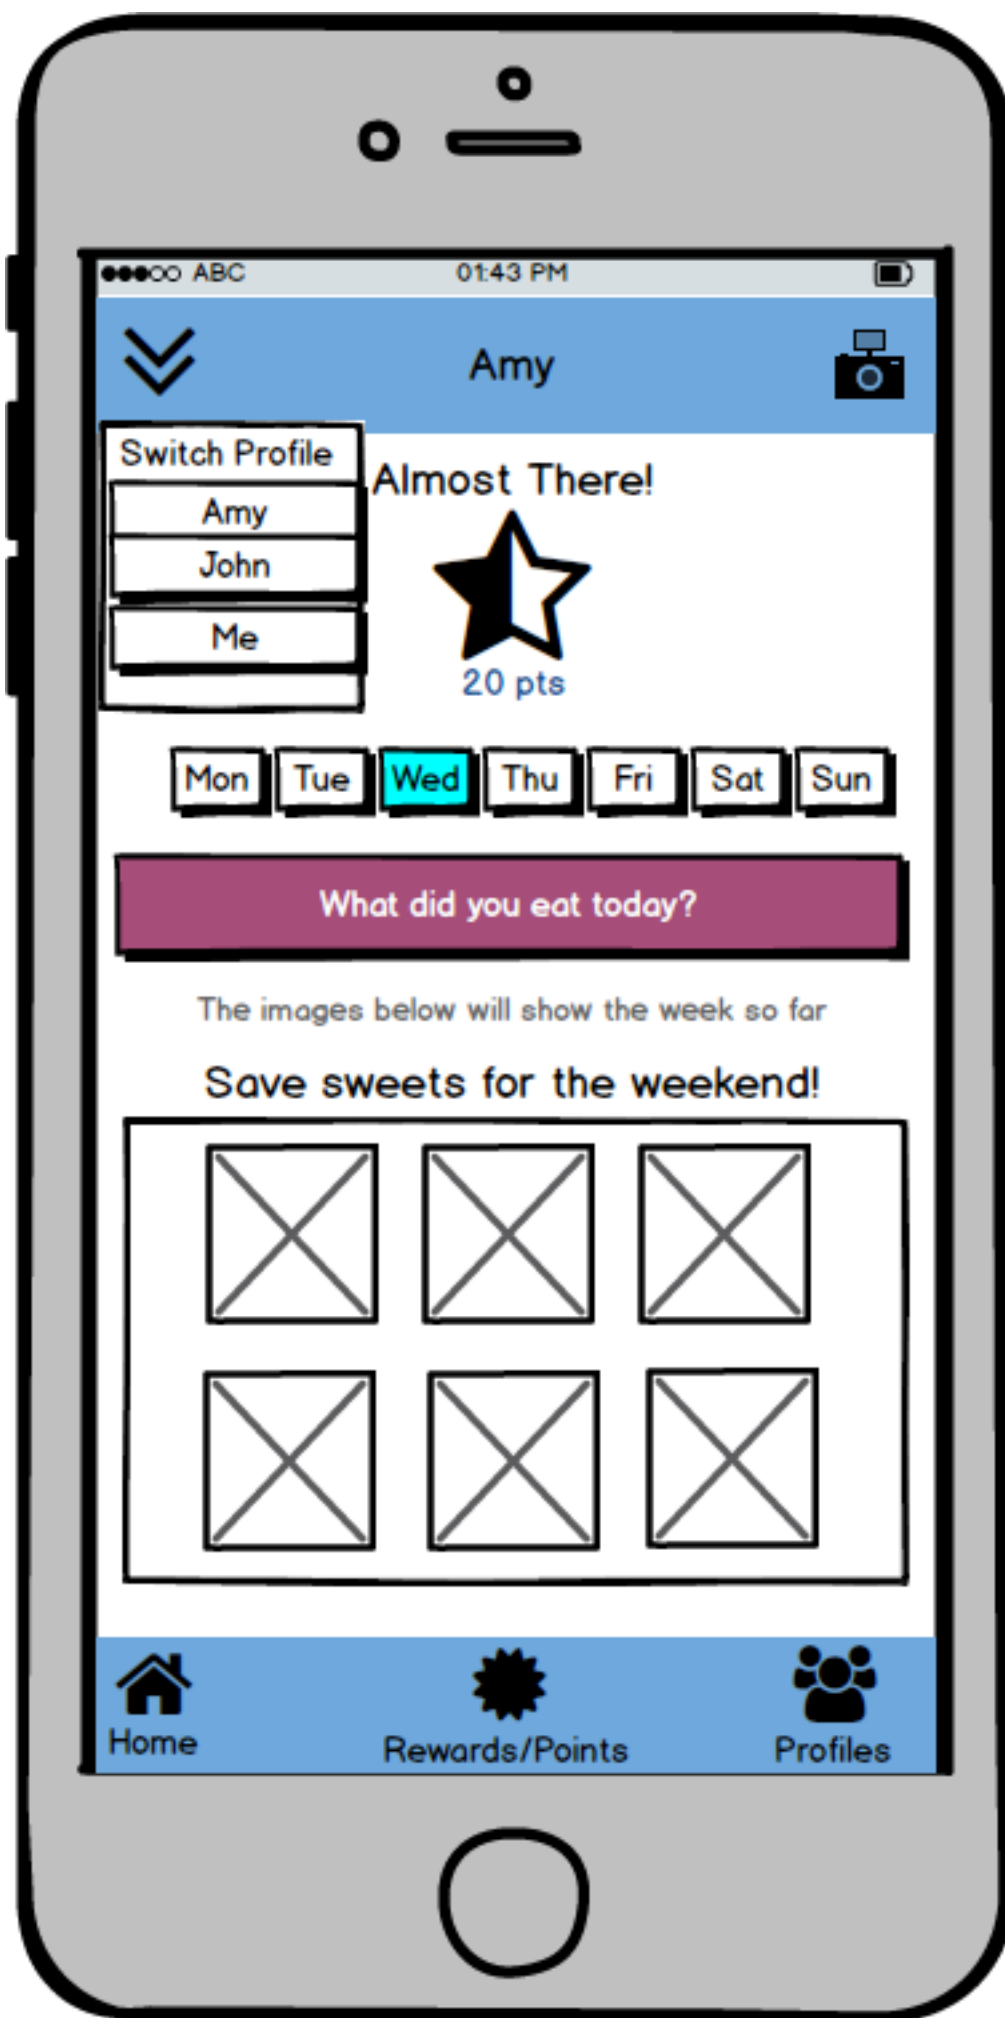 ABC 01:43 PM
Amy
Switch Profile
Amy
John
Me
Almost There!
20 pts
Mon Tue Wed Thu Fri Sat Sun
What did you eat today?
The images below will show the week so far
Save sweets for the weekend!
Home Rewards/Points Profiles